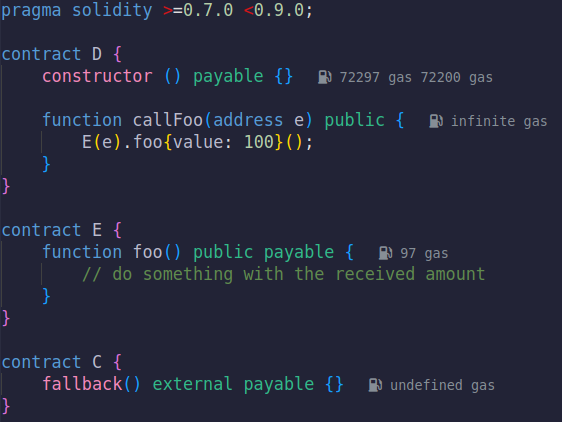 pragma solidity >=0.7.0 <0.9.0;
contract D {
constructor () payable {} 72297 gas 72200 gas
function callFoo(address e) public { infinite gas
E(e).foo{value: 100}();
}
}
contract E {
function foo() public payable { 97 gas
// do something with the received amount
}
}
contract C {
fallback() external payable {} undefined gas
}